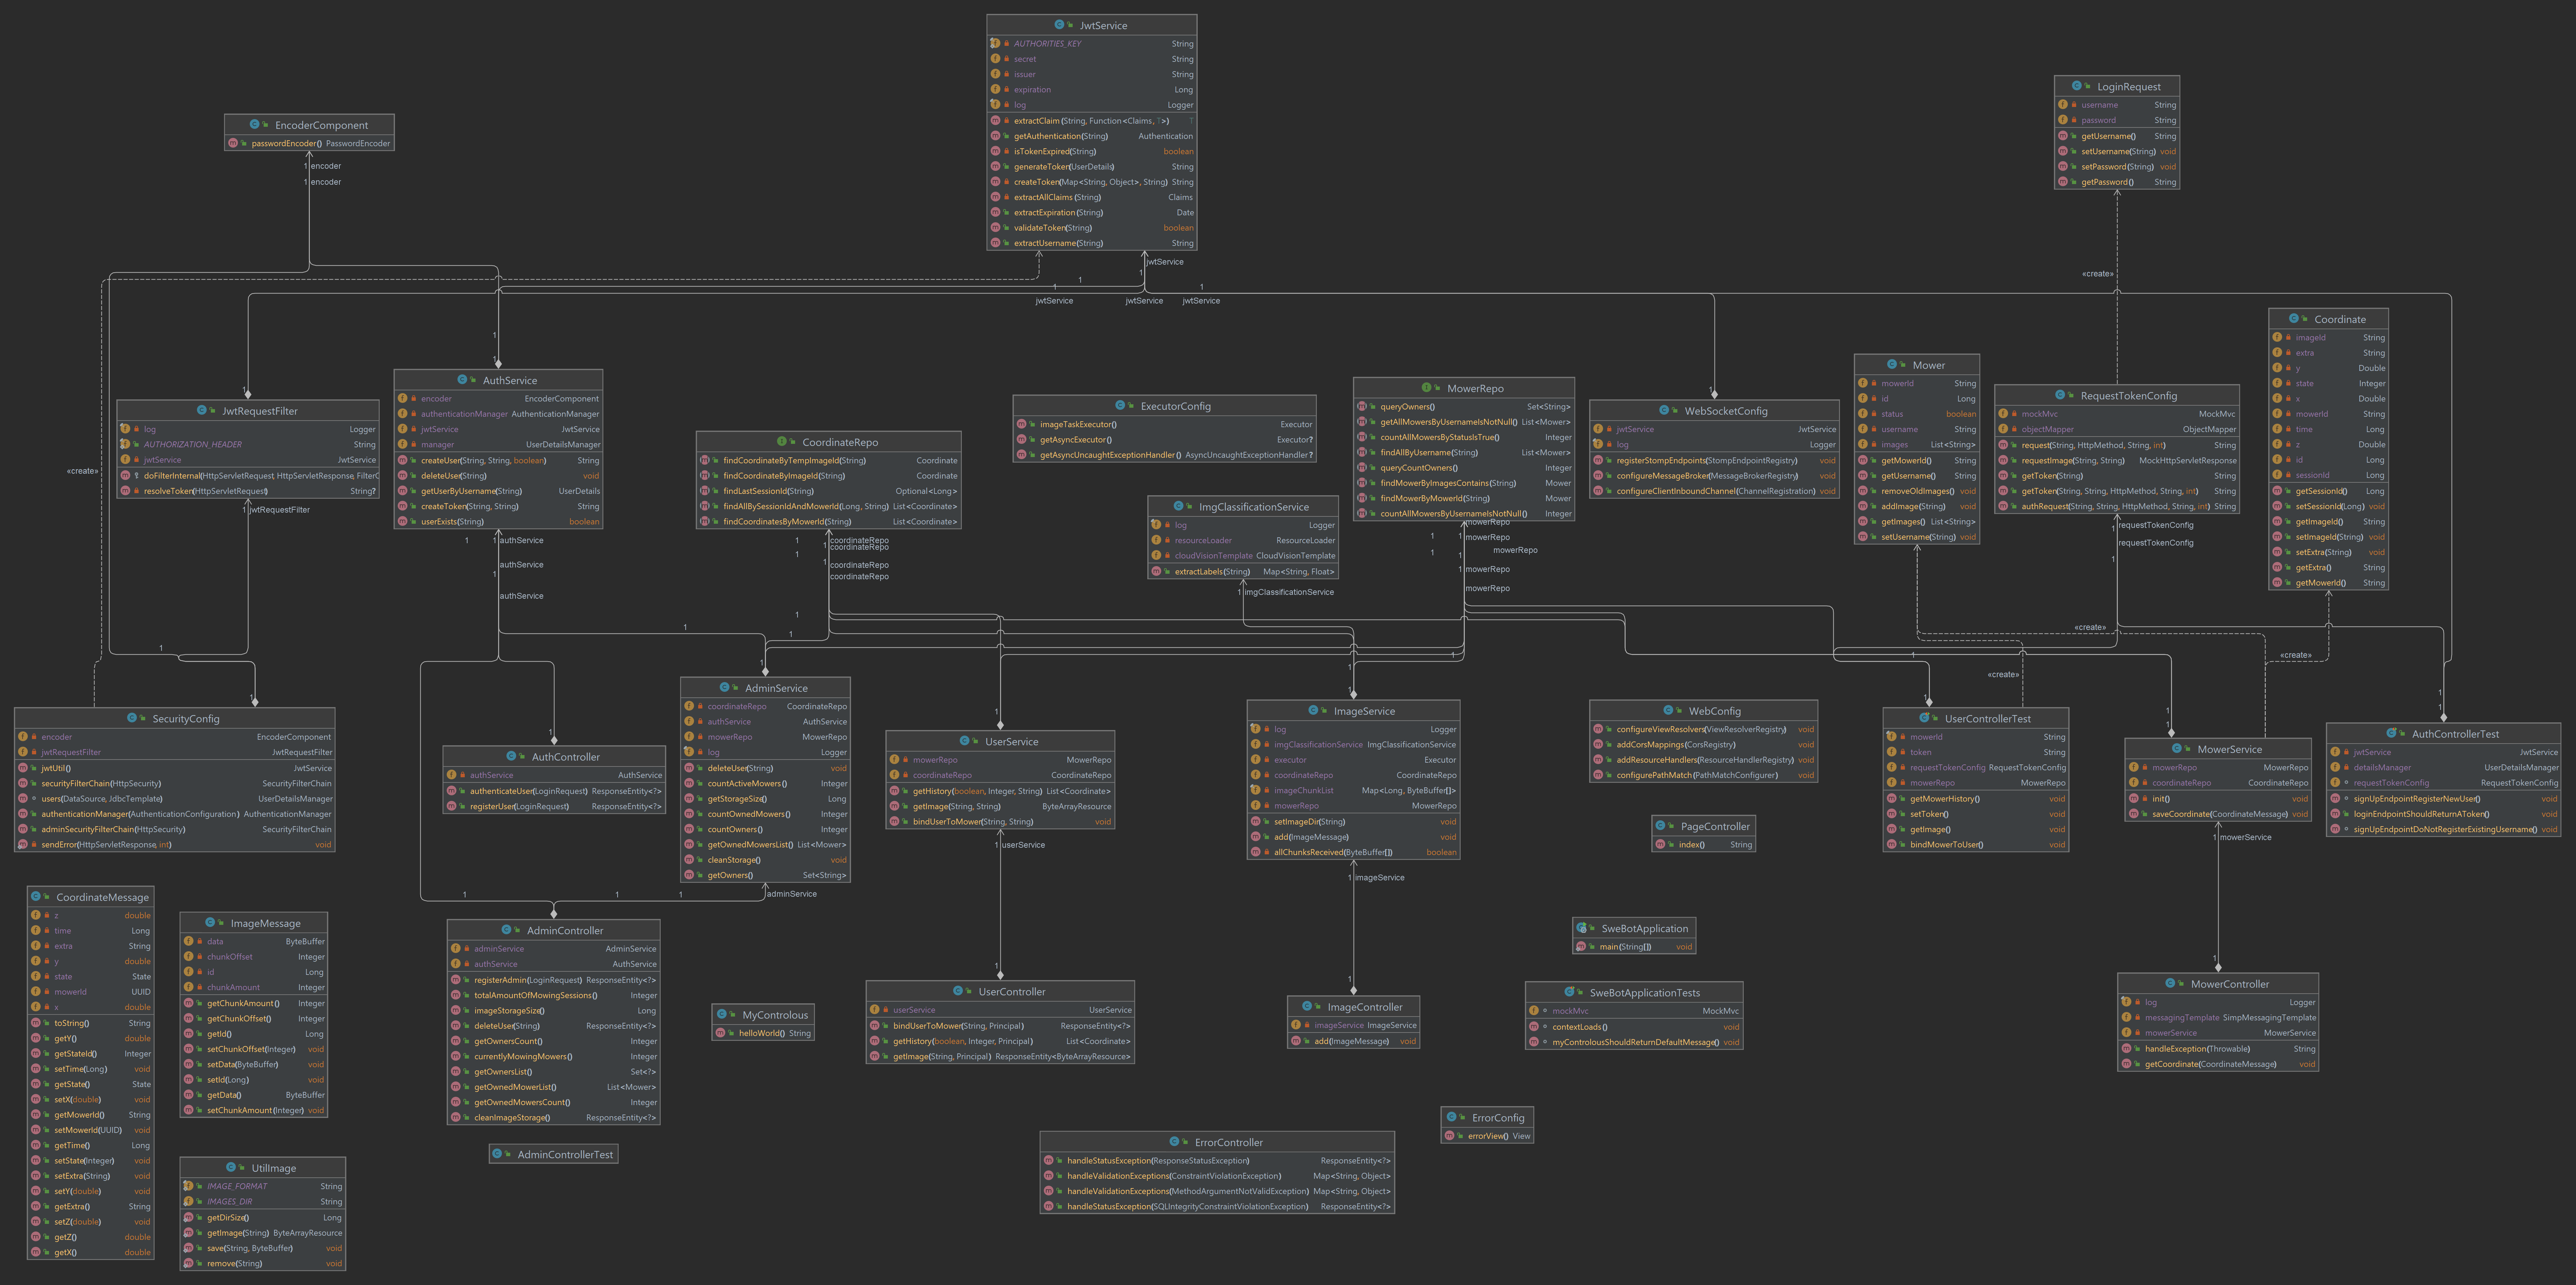 JwtService
AUTHORITIES_KEY String
secret String
issuer String
expiration Long
log Logger
extractClaim(String, Function<Claims, T>) T
getAuthentication(String) Authentication
isTokenExpired(String) boolean
generateToken(UserDetails) String
createToken(Map<String, Object>, String) String
extractAllClaims(String) Claims
extractExpiration(String) Date
validateToken(String) boolean
extractUsername(String) String
LoginRequest
username String
password String
getUsername() String
setUsername(String) void
setPassword(String) void
getPassword() String
EncoderComponent
passwordEncoder() PasswordEncoder
1 encoder
1 encoder
jwtService
1
1
1
1
jwtService
jwtService
jwtService
«create»
«create»
Coordinate
imageId String
extra String
y Double
state Integer
x Double
mowerId String
time Long
z Double
id Long
sessionId Long
getSessionId() Long
setSessionId(Long) void
getImageId() String
setImageId(String) void
setExtra(String) void
getExtra() String
getMowerId() String
JwtRequestFilter
log Logger
AUTHORIZATION_HEADER String
jwtService JwtService
doFilterInternal(HttpServletRequest, HttpServletResponse, FilterC
resolveToken(HttpServletRequest) String?
1 jwtRequestFilter
AuthService
encoder EncoderComponent
authenticationManager AuthenticationManager
jwtService JwtService
manager UserDetailsManager
createUser(String, String, boolean) String
deleteUser(String) void
getUserByUsername(String) UserDetails
createToken(String, String) String
userExists(String) boolean
1 1 authService
authService
1
authService
CoordinateRepo
findCoordinateByTempImageId(String) Coordinate
findCoordinateByImageId(String) Coordinate
findLastSessionId() Optional<Long>
findAllBySessionIdAndMowerId(Long, String) List<Coordinate>
findCoordinatesByMowerId(String) List<Coordinate>
1 coordinateRepo
1 1 coordinateRepo
1 coordinateRepo
coordinateRepo
ExecutorConfig
imageTaskExecutor() Executor
getAsyncExecutor() Executor?
getAsyncUncaughtExceptionHandler() AsyncUncaughtExceptionHandler?
ImgClassificationService
log Logger
resourceLoader ResourceLoader
cloudVisionTemplate CloudVisionTemplate
extractLabels(String) Map<String, Float>
1 imgClassificationService
MowerRepo
queryOwners() Set<String>
getAllMowersByUsernameIsNotNull() List<Mower>
countAllMowersByStatusIsTrue() Integer
findAllByUsername(String) List<Mower>
queryCountOwners() Integer
findMowerByImagesContains(String) Mower
findMowerByMowerId(String) Mower
countAllMowersByUsernameIsNotNull() Integer
mowerRepo
1 1 mowerRepo
1 mowerRepo
1 mowerRepo
mowerRepo
WebSocketConfig
jwtService JwtService
log Logger
registerStompEndpoints(StompEndpointRegistry) void
configureMessageBroker(MessageBrokerRegistry) void
configureClientInboundChannel(ChannelRegistration) void
Mower
mowerId String
id Long
status boolean
username String
images List<String>
getMowerId() String
getUsername() String
removeOldImages() void
addImage(String) void
getImages() List<String>
setUsername(String) void
RequestTokenConfig
mockMvc MockMvc
objectMapper ObjectMapper
request(String, HttpMethod, String, int) String
requestImage(String, String) MockHttpServletResponse
getToken(String) String
getToken(String, String, HttpMethod, String, int) String
authRequest(String, String, HttpMethod, String, int) String
requestTokenConfig
requestTokenConfig
«create»
«create»
«create»
SecurityConfig
encoder EncoderComponent
jwtRequestFilter JwtRequestFilter
jwtUtil() JwtService
securityFilterChain(HttpSecurity) SecurityFilterChain
users(DataSource, JdbcTemplate) UserDetailsManager
authenticationManager(AuthenticationConfiguration) AuthenticationManager
adminSecurityFilterChain(HttpSecurity) SecurityFilterChain
sendError(HttpServletResponse, int) void
AuthController
authService AuthService
authenticateUser(LoginRequest) ResponseEntity<?>
registerUser(LoginRequest) ResponseEntity<?>
AdminService
coordinateRepo CoordinateRepo
authService AuthService
mowerRepo MowerRepo
log Logger
deleteUser(String) void
countActiveMowers() Integer
getStorageSize() Long
countOwnedMowers() Integer
countOwners() Integer
getOwnedMowersList() List<Mower>
cleanStorage() void
getOwners() Set<String>
1 1 1 adminService
UserService
mowerRepo MowerRepo
coordinateRepo CoordinateRepo
getHistory(boolean, Integer, String) List<Coordinate>
getImage(String, String) ByteArrayResource
bindUserToMower(String, String) void
1 userService
ImageService
log Logger
imgClassificationService ImgClassificationService
executor Executor
coordinateRepo CoordinateRepo
imageChunkList Map<Long, ByteBuffer[]>
mowerRepo MowerRepo
setImageDir(String) void
add(ImageMessage) void
allChunksReceived(ByteBuffer[]) boolean
1 imageService
WebConfig
configureViewResolvers(ViewResolverRegistry) void
addCorsMappings(CorsRegistry) void
addResourceHandlers(ResourceHandlerRegistry) void
configurePathMatch(PathMatchConfigurer) void
PageController
index() String
UserControllerTest
mowerId String
token String
requestTokenConfig RequestTokenConfig
mowerRepo MowerRepo
getMowerHistory() void
setToken() void
getImage() void
bindMowerToUser() void
MowerService
mowerRepo MowerRepo
coordinateRepo CoordinateRepo
init() void
saveCoordinate(CoordinateMessage) void
1 mowerService
AuthControllerTest
jwtService JwtService
detailsManager UserDetailsManager
requestTokenConfig RequestTokenConfig
signUpEndpointRegisterNewUser() void
loginEndpointShouldReturnAToken() void
signUpEndpointDoNotRegisterExistingUsername() void
CoordinateMessage
z double
time Long
extra String
y double
state State
mowerId UUID
x double
toString() String
getY() double
getStateId() Integer
setTime(Long) void
getState() State
setX(double) void
getMowerId() String
setMowerId(UUID) void
getTime() Long
setState(Integer) void
setExtra(String) void
setY(double) void
getExtra() String
setZ(double) void
getZ() double
getX() double
ImageMessage
data ByteBuffer
chunkOffset Integer
id Long
chunkAmount Integer
getChunkAmount() Integer
getChunkOffset() Integer
getId() Long
setChunkOffset(Integer) void
setData(ByteBuffer) void
setId(Long) void
getData() ByteBuffer
setChunkAmount(Integer) void
UtilImage
IMAGE_FORMAT String
IMAGES_DIR String
getDirSize() Long
getImage(String) ByteArrayResource
save(String, ByteBuffer) void
remove(String) void
AdminController
adminService AdminService
authService AuthService
registerAdmin(LoginRequest) ResponseEntity<?>
totalAmountOfMowingSessions() Integer
imageStorageSize() Long
deleteUser(String) ResponseEntity<?>
getOwnersCount() Integer
currentlyMowingMowers() Integer
getOwnersList() Set<?>
getOwnedMowerList() List<Mower>
getOwnedMowersCount() Integer
cleanImageStorage() ResponseEntity<?>
AdminControllerTest
MyControlous
helloWorld() String
UserController
userService UserService
bindUserToMower(String, Principal) ResponseEntity<?>
getHistory(boolean, Integer, Principal) List<Coordinate>
getImage(String, Principal) ResponseEntity<ByteArrayResource>
ImageController
imageService ImageService
add(ImageMessage) void
SweBotApplication
main(String[]) void
SweBotApplicationTests
mockMvc MockMvc
contextLoads() void
myControlousShouldReturnDefaultMessage() void
MowerController
log Logger
messagingTemplate SimpMessagingTemplate
mowerService MowerService
handleException(Throwable) String
getCoordinate(CoordinateMessage) void
ErrorConfig
errorView() View
ErrorController
handleStatusException(ResponseStatusException) ResponseEntity<?>
handleValidationExceptions(ConstraintViolationException) Map<String, Object>
handleValidationExceptions(MethodArgumentNotValidException) Map<String, Object>
handleStatusException(SQLIntegrityConstraintViolationException) ResponseEntity<?>